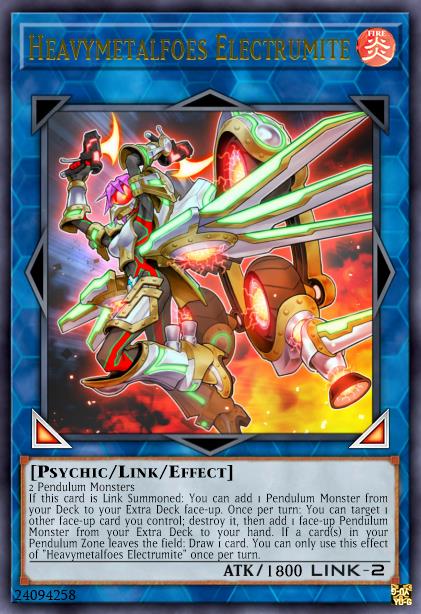 Heavymetalfoes Electrumite
FIRE
炎
[Psychic/Link/Effect]
2 Pendulum Monsters
If this card is Link Summoned: You can add 1 Pendulum Monster from
your Deck to your Extra Deck face-up. Once per turn: You can target 1
other face-up card you control; destroy it, then add 1 face-up Pendulum
Monster from your Extra Deck to your hand. If a card(s) in your
Pendulum Zone leaves the field: Draw 1 card. You can only use this effect
of "Heavymetalfoes Electrumite" once per turn.
ATK/1800 LINK-2
24094258